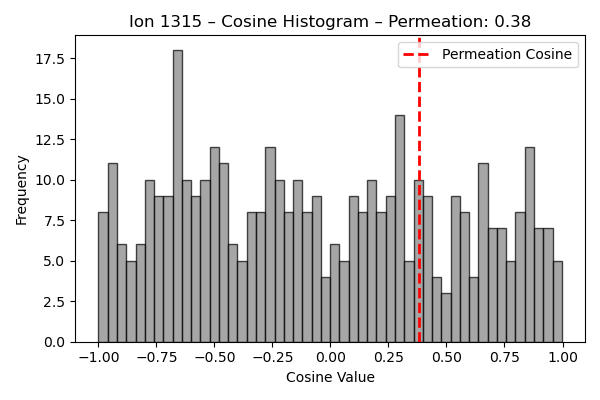 Ion 1315 – Cosine Histogram – Permeation: 0.38
Permeation Cosine
17.5
15.0
12.5
10.0
7.5
5.0
2.5
0.0
Frequency
−1.00 −0.75 −0.50 −0.25 0.00 0.25 0.50 0.75 1.00
Cosine Value